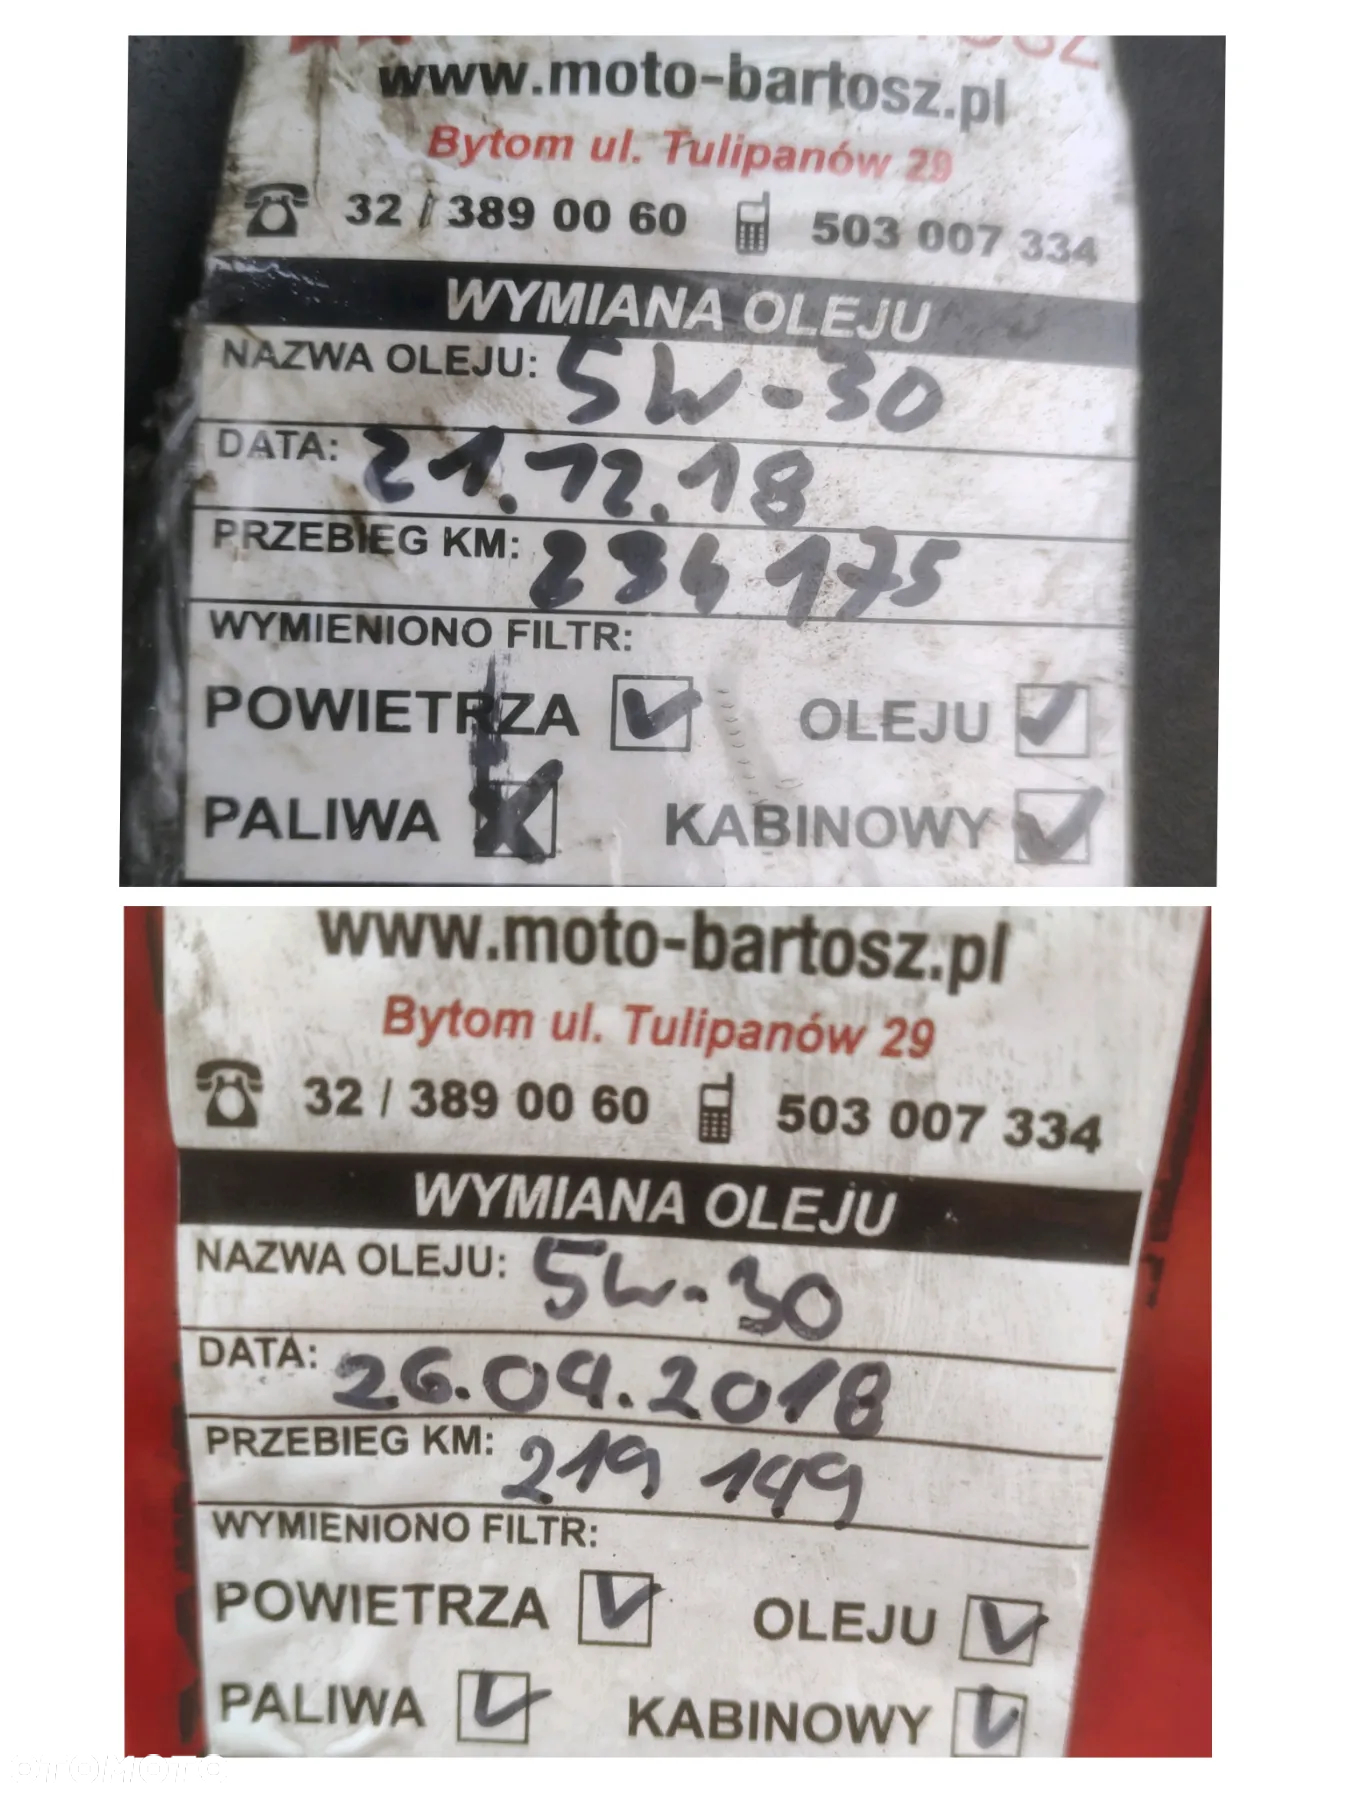 www.moto-bartosz.pl
Bytom ul. Tulipanów 29
32 / 389 00 60 503 007 334
WYMIANA OLEJU
NAZWA OLEJU: 5W-30
DATA: 21.12.18
PRZEBIEG KM: 234 175
WYMIENIONO FILTR:
POWIETRZA OLEJU
PALIWA KABINOWY
www.moto-bartosz.pl
Bytom ul. Tulipanów 29
32 / 389 00 60 503 007 334
WYMIANA OLEJU
NAZWA OLEJU: 5W-30
DATA: 26.04.2018
PRZEBIEG KM: 219 149
WYMIENIONO FILTR:
POWIETRZA OLEJU
PALIWA KABINOWY
OTOMOTO